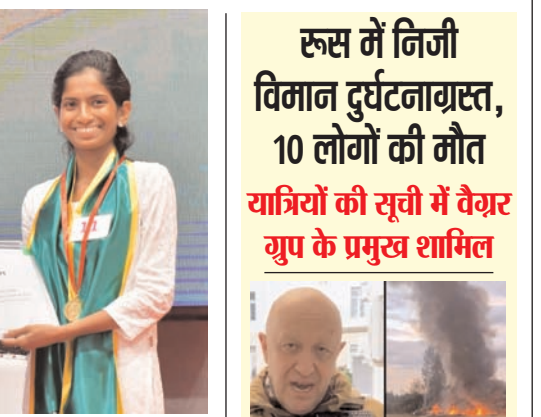 रूस में निजी
विमान दुर्घटनाग्रस्त,
10 लोगों की मौत
यात्रियों की सूची में वैग्नर
ग्रुप के प्रमुख शामिल